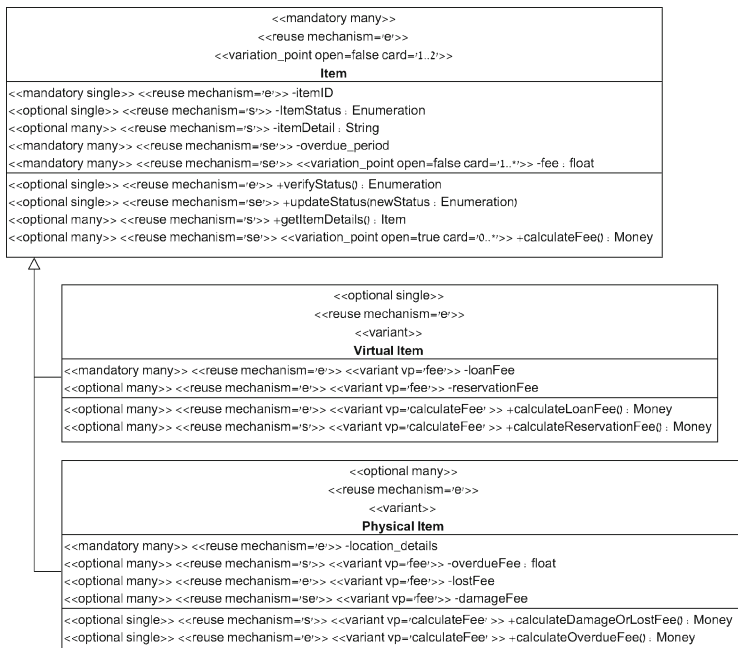 <<mandatory many>>
<<reuse mechanism='e'>>
<<variation_point open=false card='1..2'>>
Item
<<mandatory single>> <<reuse mechanism='e'>> -itemID
<<optional single>> <<reuse mechanism='s'>> -ItemStatus : Enumeration
<<optional many>> <<reuse mechanism='s'>> -itemDetail : String
<<mandatory many>> <<reuse mechanism='se'>> -overdue_period
<<mandatory many>> <<reuse mechanism='se'>> <<variation_point open=false card='1..*'>> -fee : float
<<optional single>> <<reuse mechanism='e'>> +verifyStatus() : Enumeration
<<optional single>> <<reuse mechanism='se'>> +updateStatus(newStatus : Enumeration)
<<optional many>> <<reuse mechanism='s'>> +getItemDetails() : Item
<<optional many>> <<reuse mechanism='se'>> <<variation_point open=true card='0..*'>> +calculateFee() : Money
<<optional single>>
<<reuse mechanism='e'>>
<<variant>>
Virtual Item
<<mandatory many>> <<reuse mechanism='e'>> <<variant vp='fee'>> -loanFee
<<optional many>> <<reuse mechanism='e'>> <<variant vp='fee'>> -reservationFee
<<optional many>> <<reuse mechanism='e'>> <<variant vp='calculateFee' >> +calculateLoanFee() : Money
<<optional many>> <<reuse mechanism='s'>> <<variant vp='calculateFee' >> +calculateReservationFee() : Money
<<optional many>>
<<reuse mechanism='e'>>
<<variant>>
Physical Item
<<mandatory many>> <<reuse mechanism='e'>> -location_details
<<optional many>> <<reuse mechanism='s'>> <<variant vp='fee'>> -overdueFee : float
<<optional many>> <<reuse mechanism='e'>> <<variant vp='fee'>> -lostFee
<<optional many>> <<reuse mechanism='se'>> <<variant vp='fee'>> -damageFee
<<optional single>> <<reuse mechanism='s'>> <<variant vp='calculateFee' >> +calculateDamageOrLostFee() : Money
<<optional single>> <<reuse mechanism='e'>> <<variant vp='calculateFee' >> +calculateOverdueFee() : Money